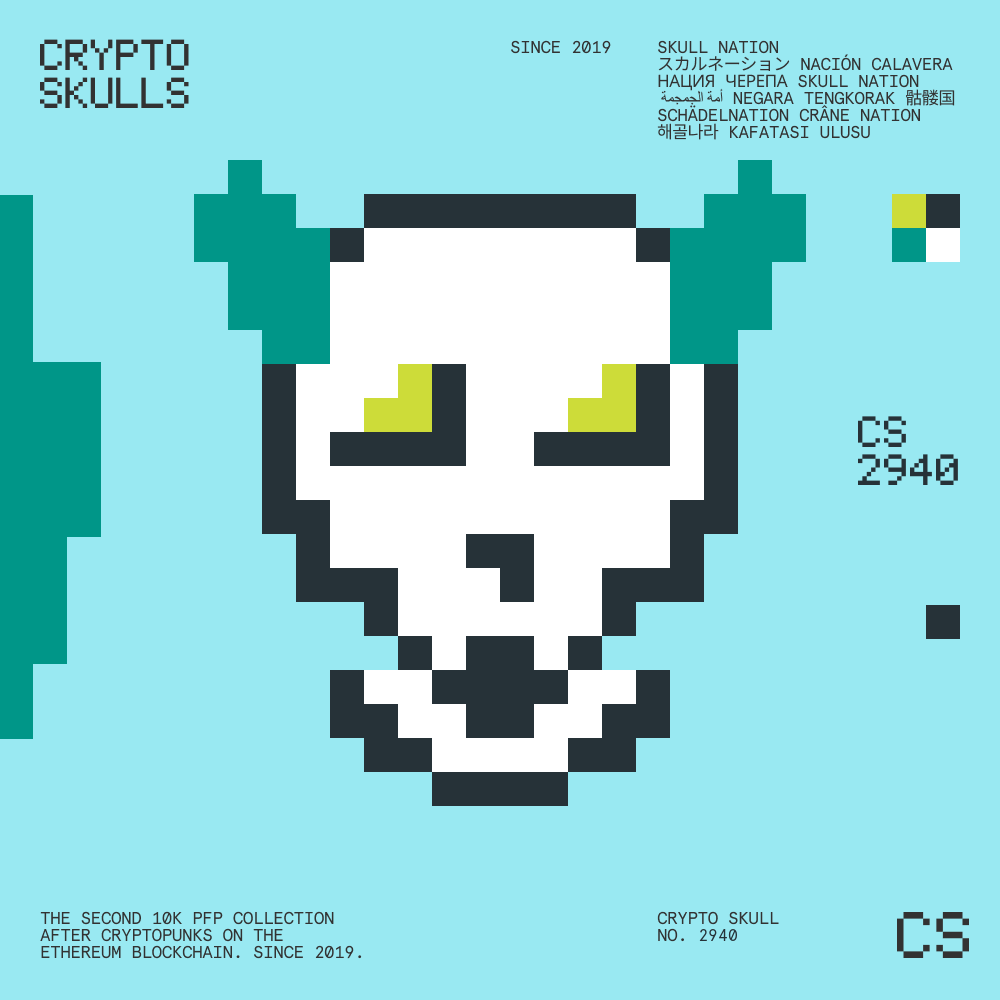 CRYPTO
SKULLS
SINCE 2019
SKULL NATION
スカルネーション NACIÓN CALAVERA
НАЦИЯ ЧЕРЕПА SKULL NATION
أمة الجمجمة NEGARA TENGKORAK 骷髅国
SCHÄDELNATION CRÂNE NATION
해골나라 KAFATASI ULUSU
CS
2940
THE SECOND 10K PFP COLLECTION
AFTER CRYPTOPUNKS ON THE
ETHEREUM BLOCKCHAIN. SINCE 2019.
CRYPTO SKULL
NO. 2940
CS